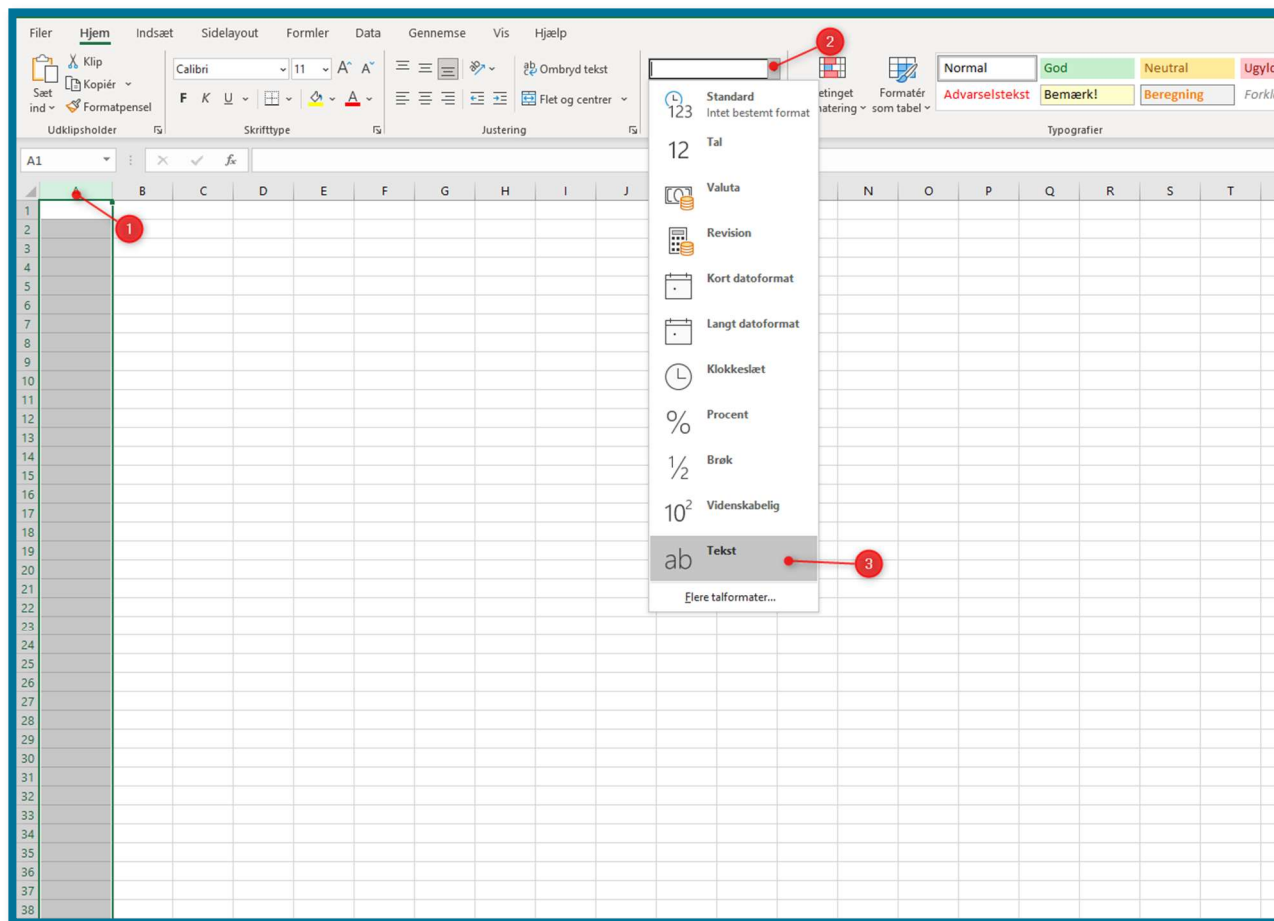 Filer Hjem Indsæt Sidelayout Formler Data Gennemse Vis Hjælp
2
Klip
Kopiér
Formatpensel
Sæt
ind
Udklipsholder
Calibri 11 A A
F K U A
Skrifttype
ab Ombryd tekst
Flet og centrer
Justering
Formatér
som tabel
Normal God Neutral
Advarselstekst Bemærk! Beregning
Typografier
A1 fx
A B C D E F G H I J N O P Q R S T
1
1
2
3
4
5
6
7
8
9
10
11
12
13
14
15
16
17
18
19
20
21
22
23
24
25
26
27
28
29
30
31
32
33
34
35
36
37
38
123 Standard
Intet bestemt format
12 Tal
Valuta
Revision
Kort datoformat
Langt datoformat
Klokkeslæt
% Procent
1/2 Brøk
10² Videnskabelig
ab Tekst
3
Flere talformater...